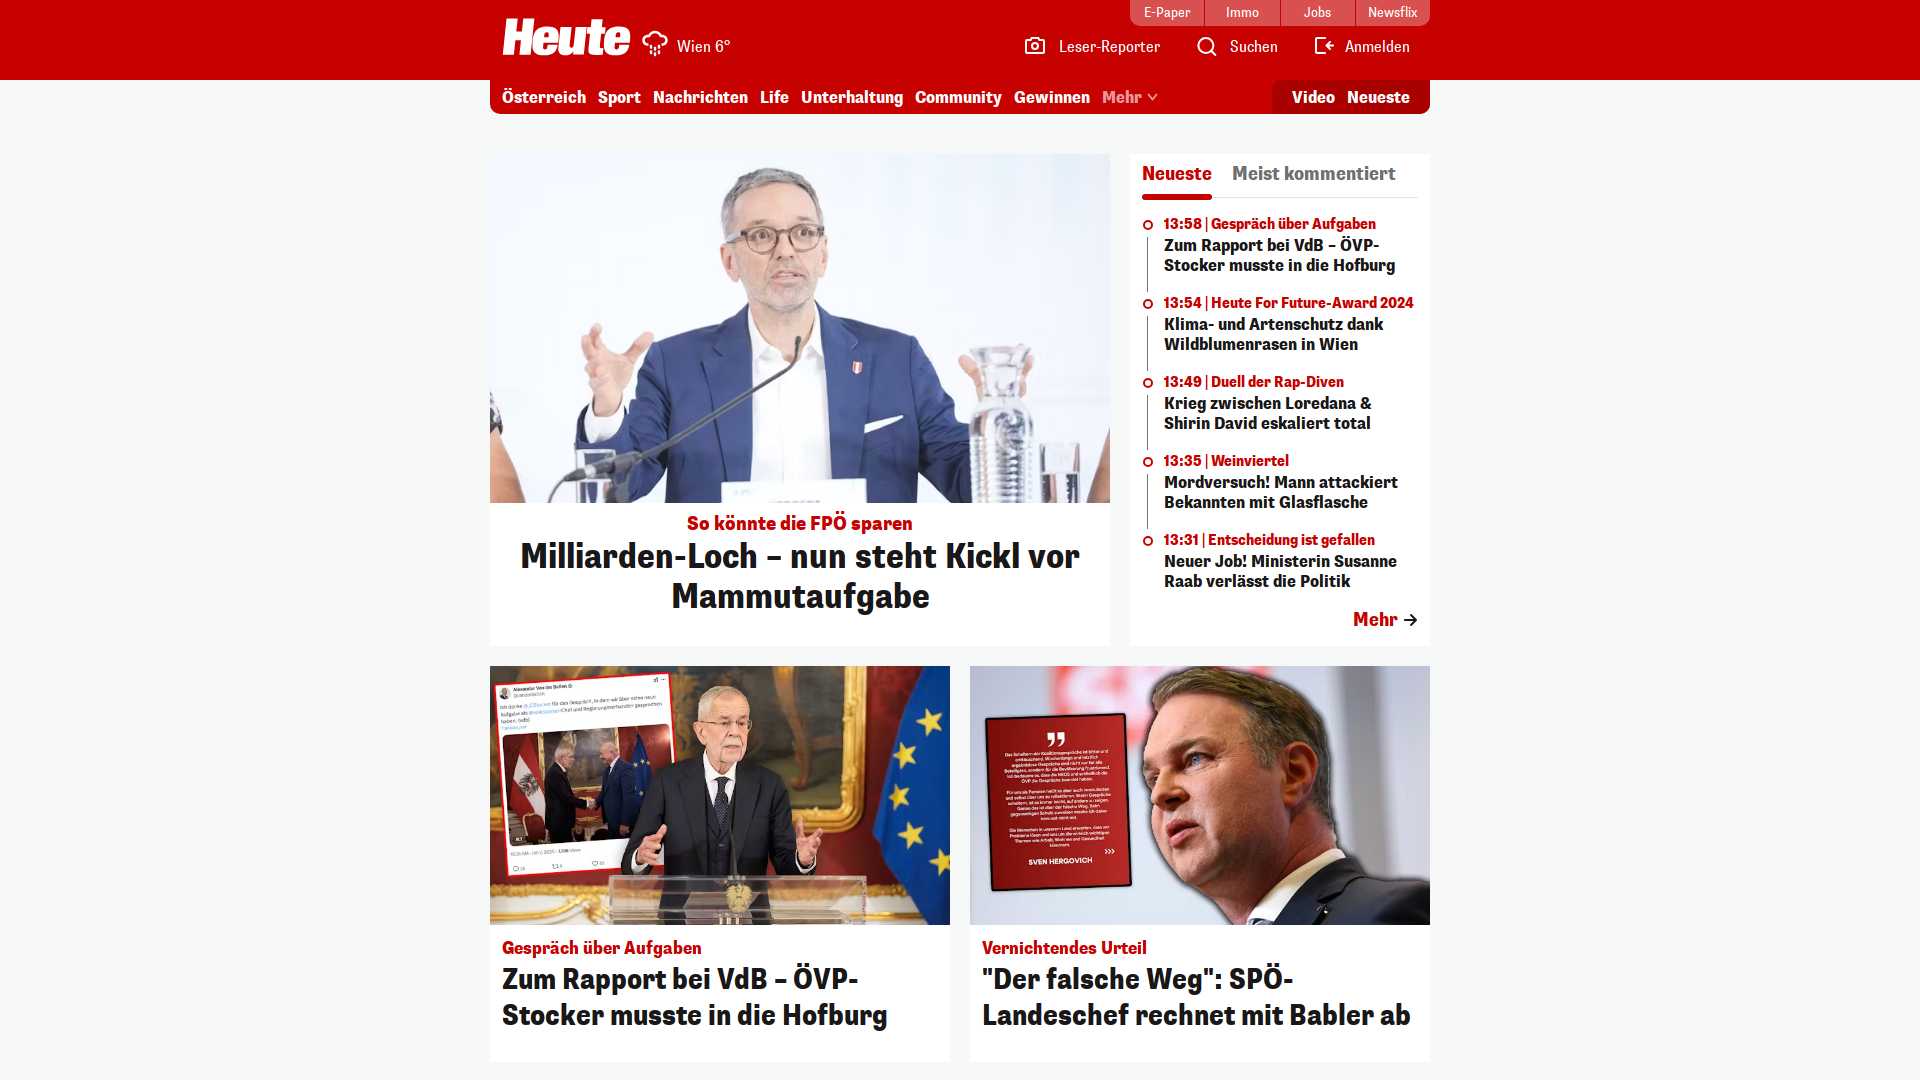 E-Paper
Immo
Jobs
Newsflix
Heute
Wien 6°
Leser-Reporter
Suchen
Anmelden
Österreich
Sport
Nachrichten
Life
Unterhaltung
Community
Gewinnen
Mehr
Video
Neueste
So könnte die FPÖ sparen
Milliarden-Loch – nun steht Kickl vor
Mammutaufgabe
Neueste
Meist kommentiert
13:58 | Gespräch über Aufgaben
Zum Rapport bei VdB – ÖVP-
Stocker musste in die Hofburg
13:54 | Heute For Future-Award 2024
Klima- und Artenschutz dank
Wildblumenrasen in Wien
13:49 | Duell der Rap-Diven
Krieg zwischen Loredana &
Shirin David eskaliert total
13:35 | Weinviertel
Mordversuch! Mann attackiert
Bekannten mit Glasflasche
13:31 | Entscheidung ist gefallen
Neuer Job! Ministerin Susanne
Raab verlässt die Politik
Mehr
Gespräch über Aufgaben
Zum Rapport bei VdB – ÖVP-
Stocker musste in die Hofburg
SVEN HERGOVICH
Vernichtendes Urteil
"Der falsche Weg": SPÖ-
Landeschef rechnet mit Babler ab